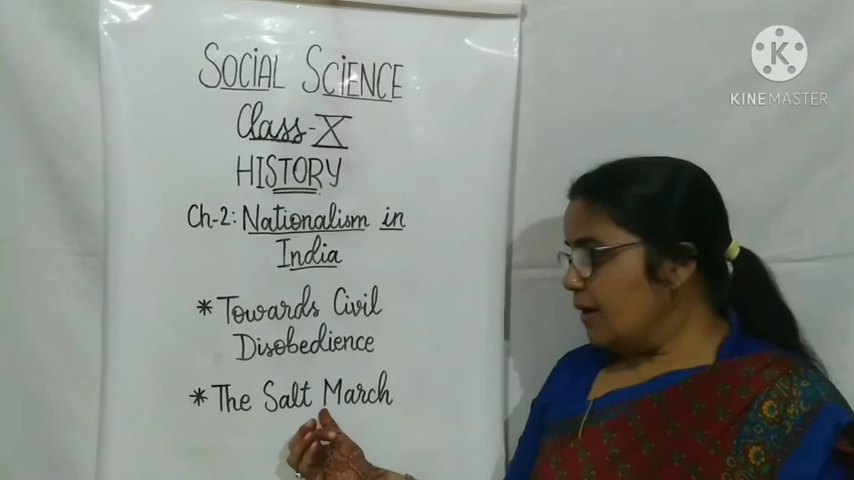 SOCIAL SCIENCE
Class-X
HISTORY
Ch-2: Nationalism in
India
* Towards Civil
Disobedience
* The Salt March
K
KINEMASTER